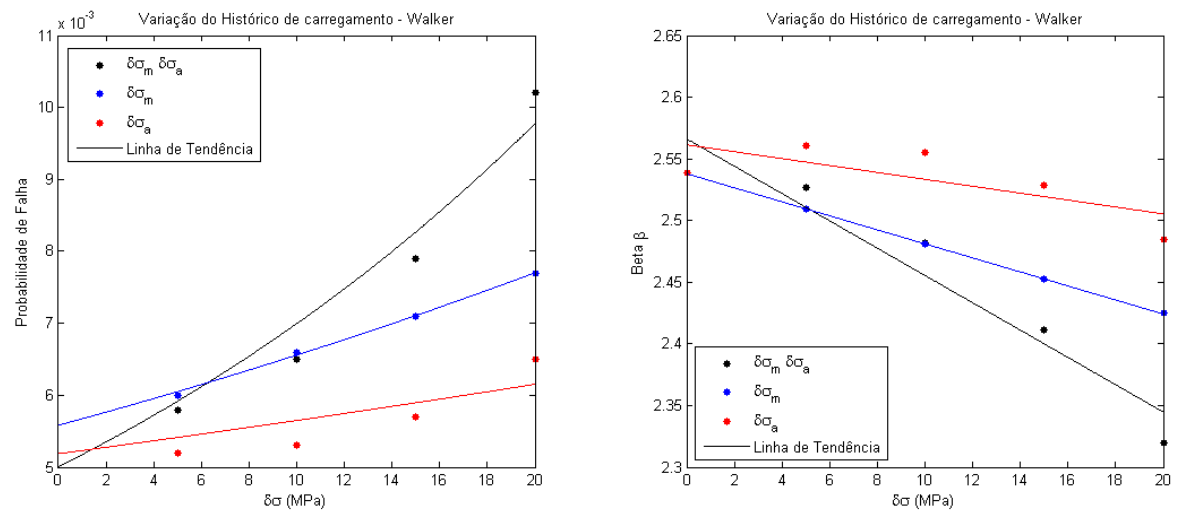 Variação do Histórico de carregamento - Walker
x 10⁻³
11
10
9
8
7
6
5
Probabilidade de Falha
δσₘ δσₐ
δσₘ
δσₐ
Linha de Tendência
0 2 4 6 8 10 12 14 16 18 20
δσ (MPa)
Variação do Histórico de carregamento - Walker
2.65
2.6
2.55
2.5
2.45
2.4
2.35
2.3
Beta β
δσₘ δσₐ
δσₘ
δσₐ
Linha de Tendência
0 2 4 6 8 10 12 14 16 18 20
δσ (MPa)